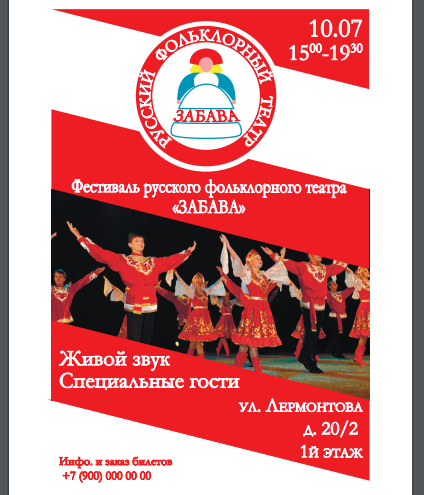 10.07
15⁰⁰-19³⁰
РУССКИЙ ФОЛЬКЛОРНЫЙ ТЕАТР
ЗАБАВА
Фестиваль русского фольклорного театра
«ЗАБАВА»
Живой звук
Специальные гости
ул. Лермонтова
д. 20/2
1й этаж
Инфо. и заказ билетов
+7 (900) 000 00 00